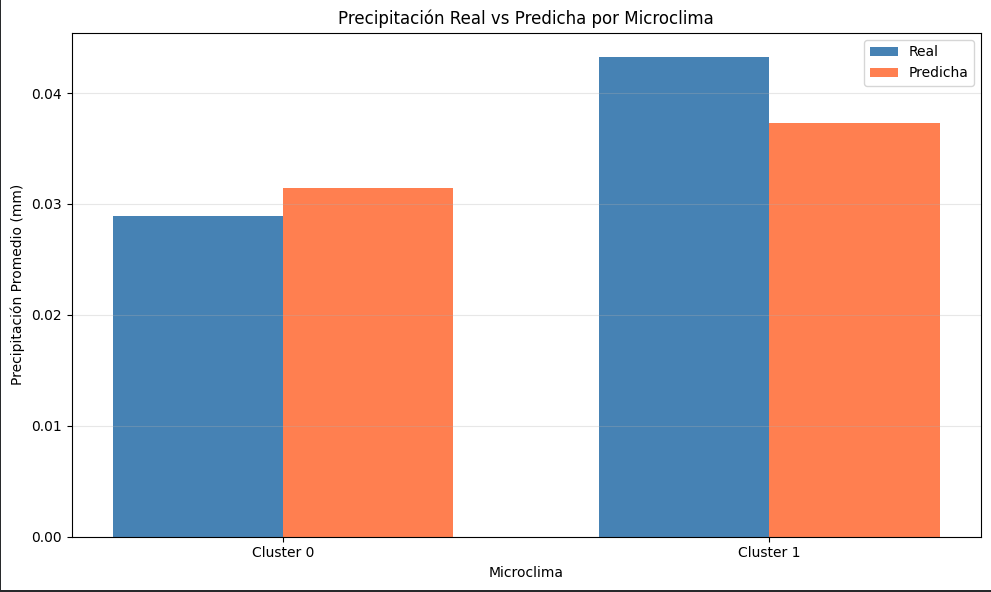 Precipitación Real vs Predicha por Microclima
Real
Predicha
Precipitación Promedio (mm)
0.04
0.03
0.02
0.01
0.00
Cluster 0
Cluster 1
Microclima